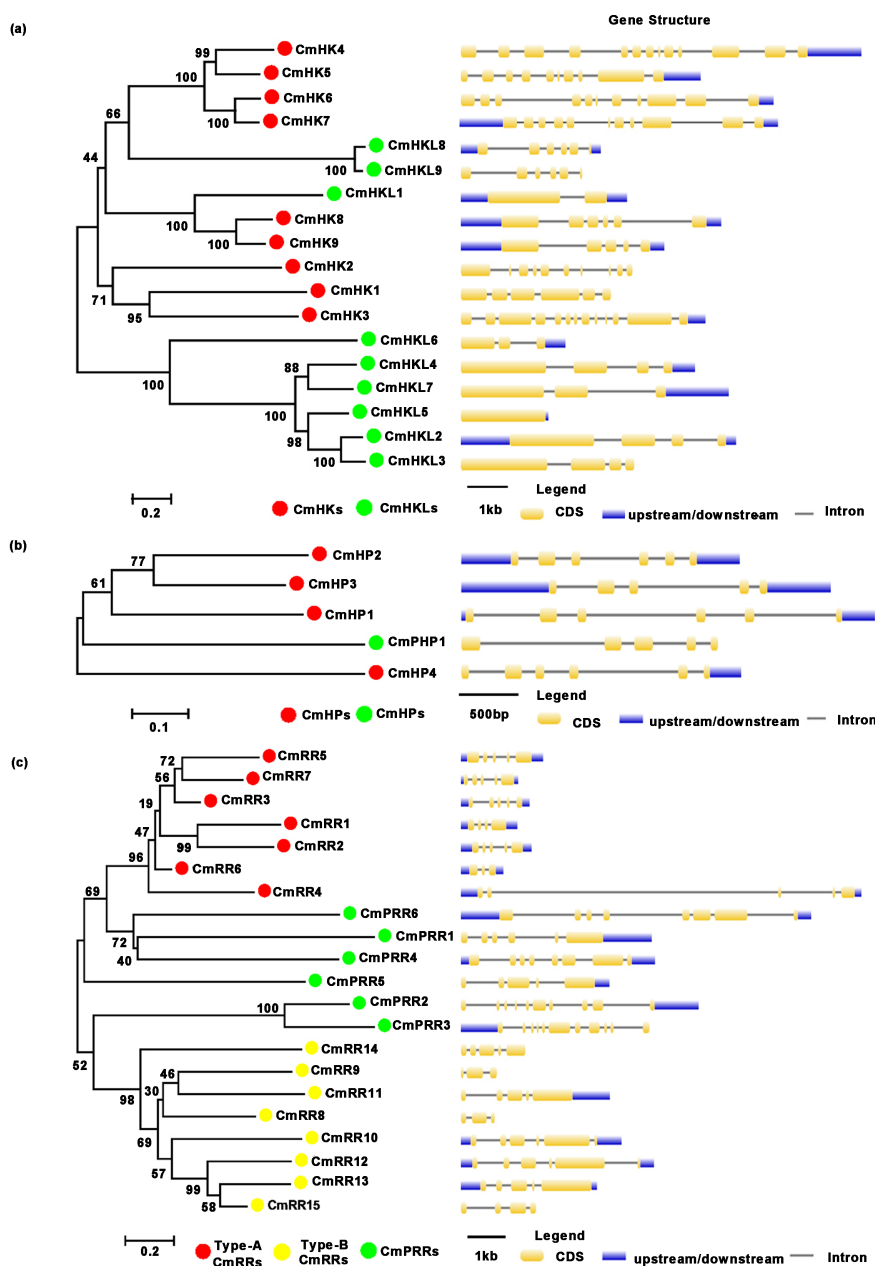 Gene Structure
(a)
99
CmHK4
CmHK5
100
CmHK6
66
100
CmHK7
44
CmHKL8
100
CmHKL9
CmHKL1
100
CmHK8
100
CmHK9
CmHK2
71
CmHK1
95
CmHK3
CmHKL6
100
88
CmHKL4
CmHKL7
100
CmHKL5
98
CmHKL2
100
CmHKL3
0.2
CmHKs
CmHKLs
1kb
Legend
CDS
upstream/downstream
Intron
(b)
77
CmHP2
61
CmHP3
CmHP1
CmPHP1
CmHP4
0.1
CmHPs
CmHPs
500bp
Legend
CDS
upstream/downstream
Intron
(c)
72
CmRR5
56
CmRR7
19
CmRR3
47
CmRR1
99
CmRR2
96
CmRR6
69
CmRR4
CmPRR6
72
CmPRR1
40
CmPRR4
CmPRR5
100
CmPRR2
CmPRR3
52
CmRR14
98
46
CmRR9
30
CmRR11
CmRR8
69
CmRR10
57
CmRR12
99
CmRR13
58
CmRR15
0.2
Type-A
CmRRs
Type-B
CmRRs
CmPRRs
1kb
Legend
CDS
upstream/downstream
Intron